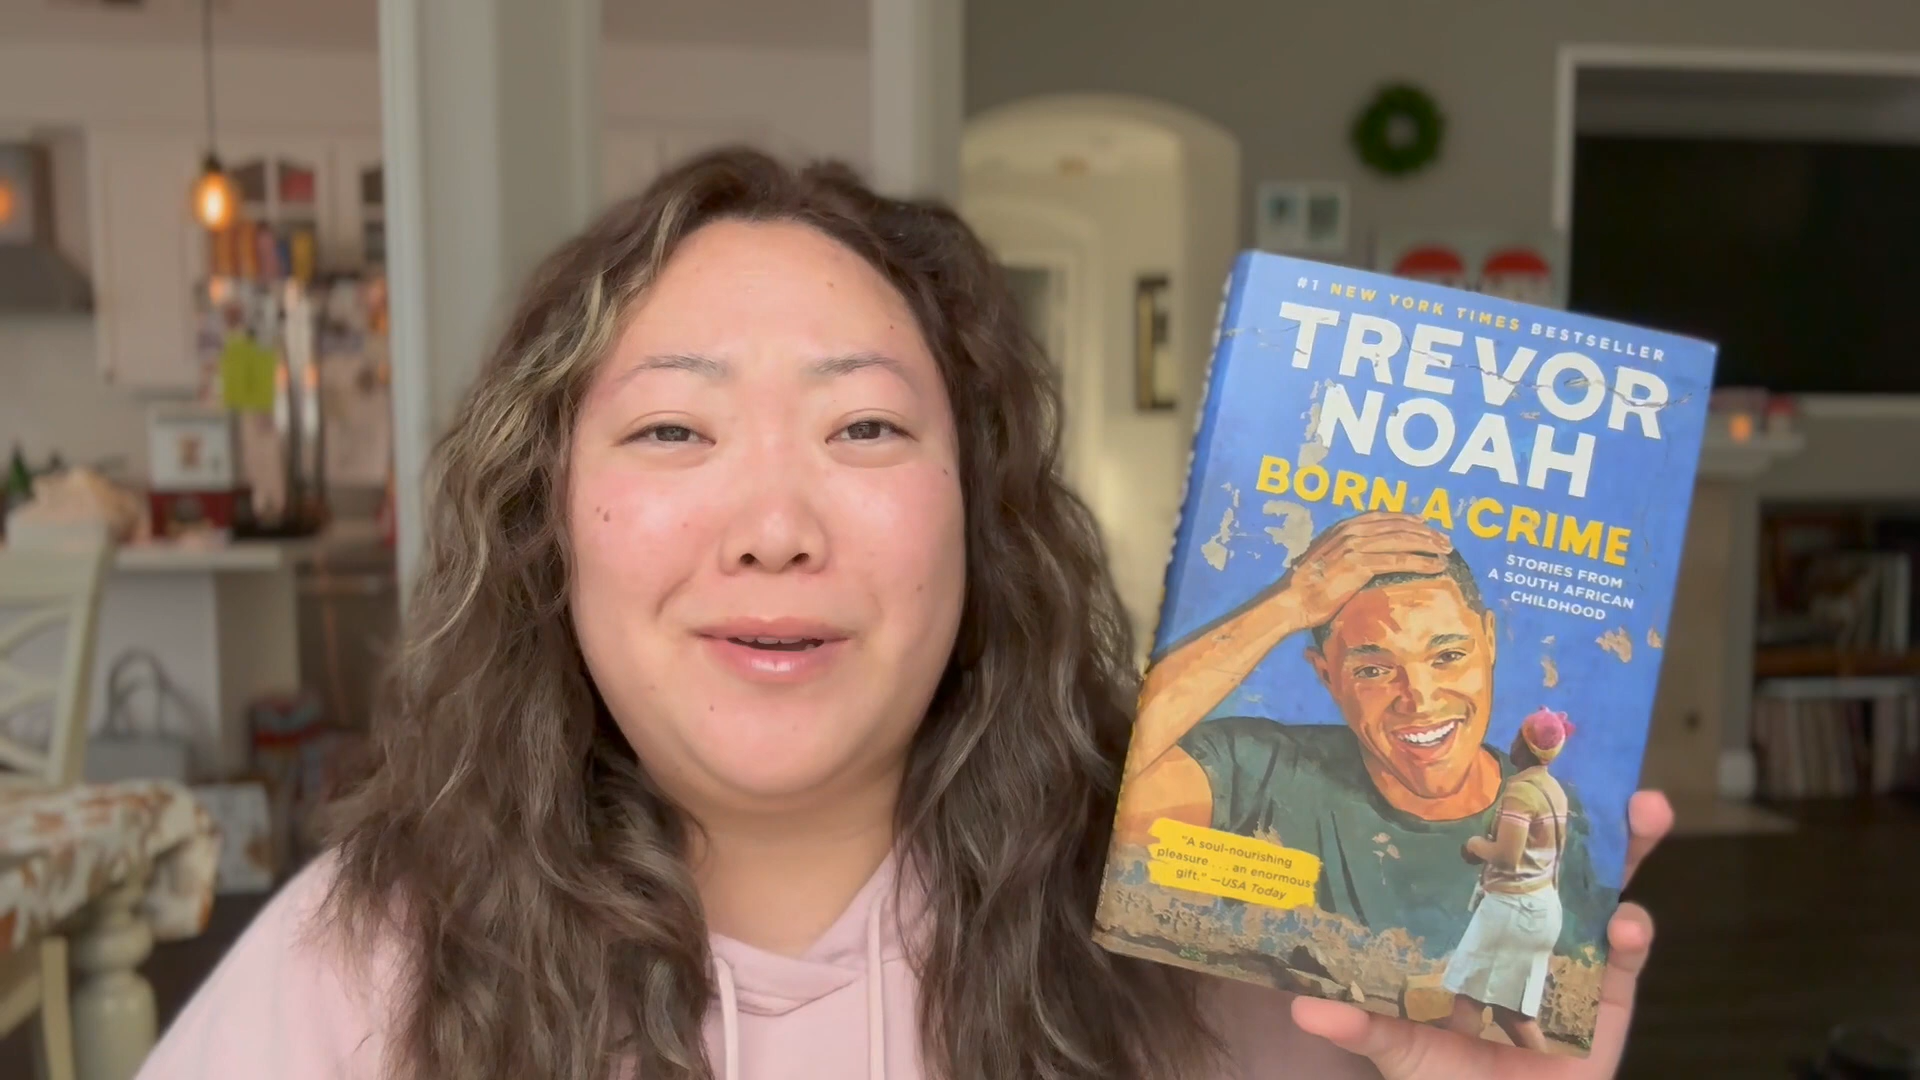 #1 NEW YORK TIMES BESTSELLER
TREVOR
NOAH
BORN A CRIME
STORIES FROM
A SOUTH AFRICAN
CHILDHOOD
"A soul-nourishing
pleasure . . . an enormous
gift." —USA Today